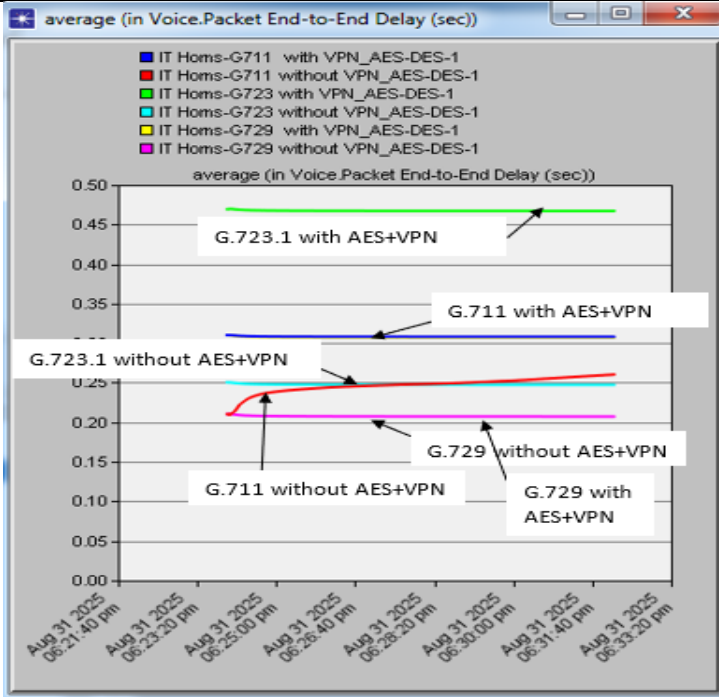 average (in Voice.Packet End-to-End Delay (sec))
IT Homs-G711 with VPN_AES-DES-1
IT Homs-G711 without VPN_AES-DES-1
IT Homs-G723 with VPN_AES-DES-1
IT Homs-G723 without VPN_AES-DES-1
IT Homs-G729 with VPN_AES-DES-1
IT Homs-G729 without VPN_AES-DES-1
average (in Voice.Packet End-to-End Delay (sec))
0.50
0.45
G.723.1 with AES+VPN
0.40
0.35
G.711 with AES+VPN
G.723.1 without AES+VPN
0.25
0.20
G.729 without AES+VPN
0.15
G.711 without AES+VPN
G.729 with
AES+VPN
0.10
0.05
0.00
Aug 31 2025
06:21:40 pm
Aug 31 2025
06:23:20 pm
Aug 31 2025
06:25:00 pm
Aug 31 2025
06:26:40 pm
Aug 31 2025
06:28:20 pm
Aug 31 2025
06:30:00 pm
Aug 31 2025
06:31:40 pm
Aug 31 2025
06:33:20 pm